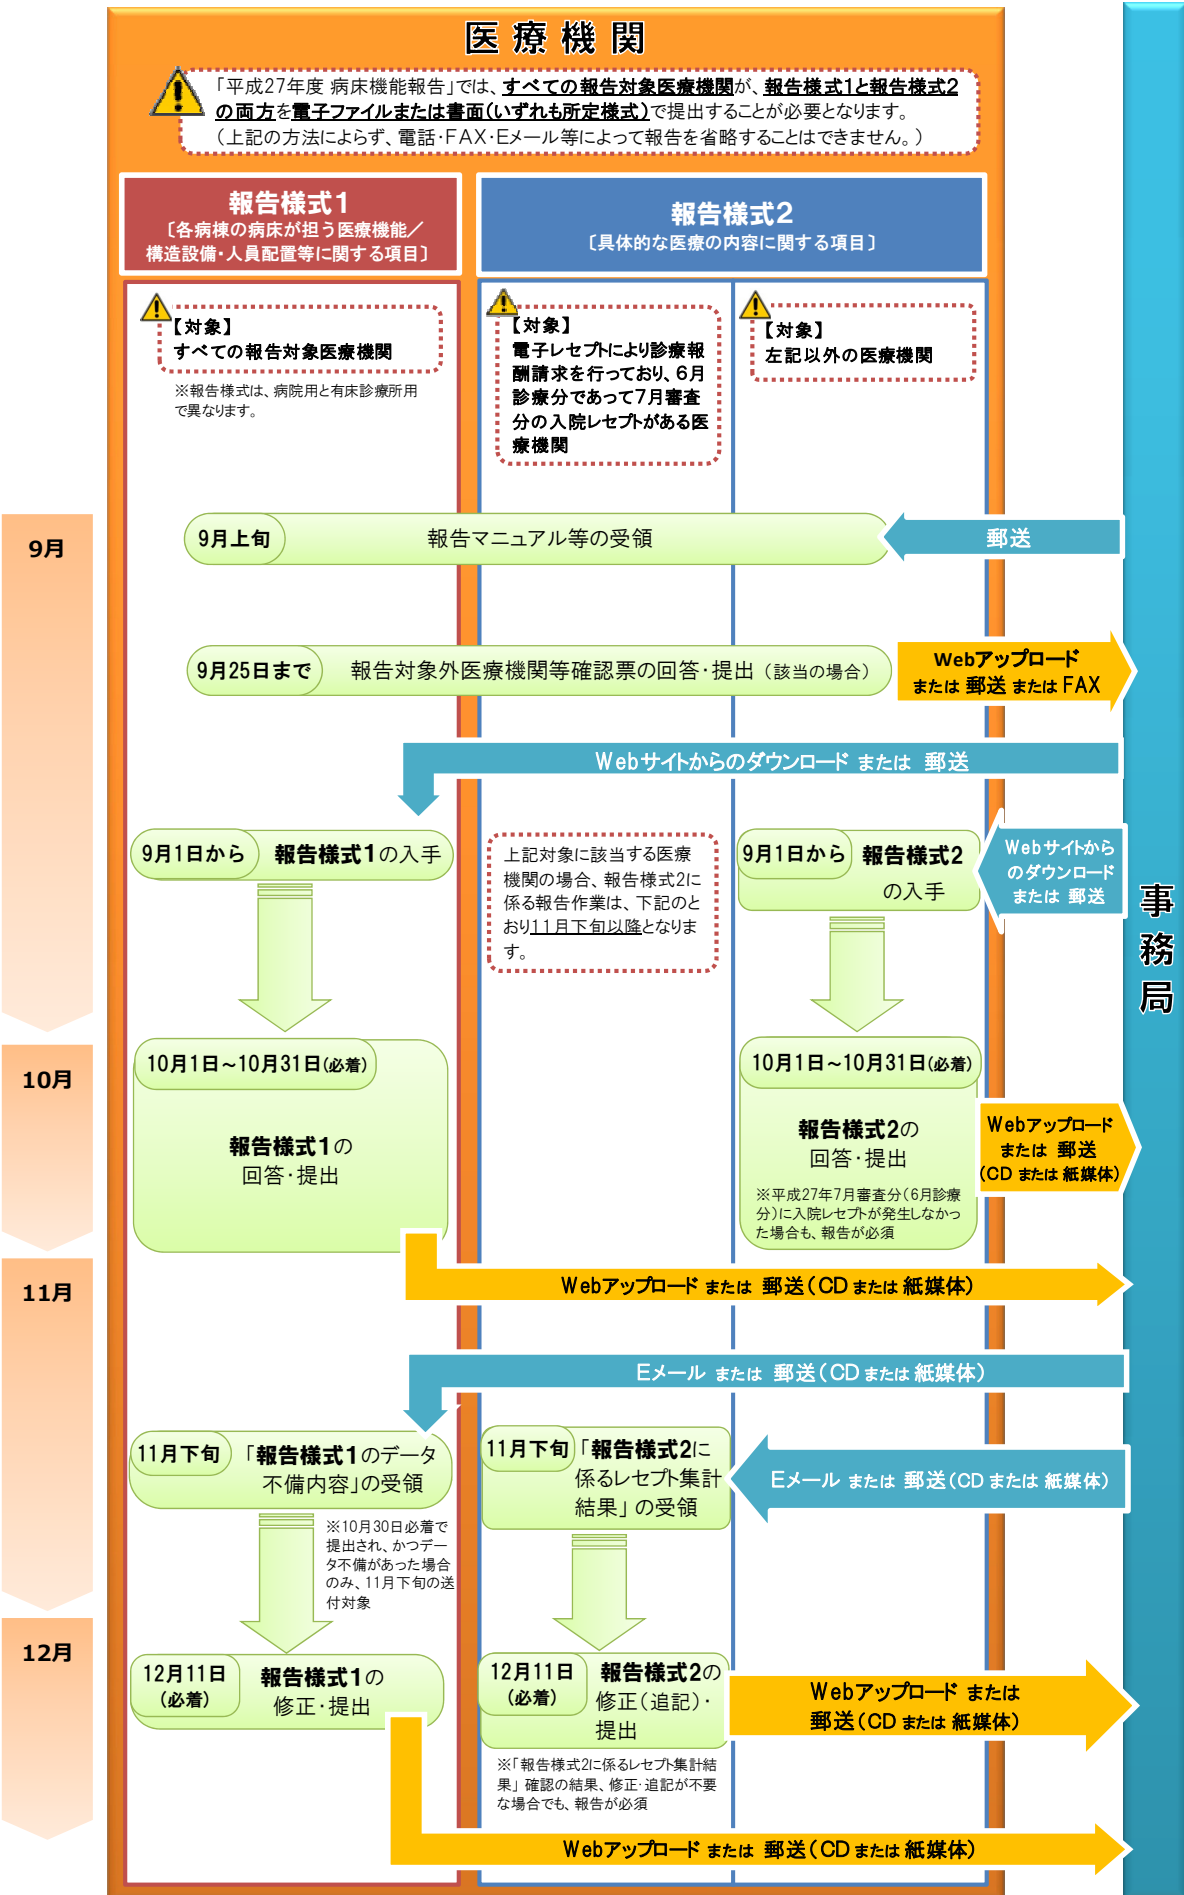 医療機関
「平成27年度 病床機能報告」では、すべての報告対象医療機関が、報告様式1と報告様式2
の両方を電子ファイルまたは書面（いずれも所定様式）で提出することが必要となります。
（上記の方法によらず、電話・FAX・Eメール等によって報告を省略することはできません。）
報告様式1
〔各病棟の病床が担う医療機能／
構造設備・人員配置等に関する項目〕
報告様式2
〔具体的な医療の内容に関する項目〕
【対象】
すべての報告対象医療機関
※報告様式は、病院用と有床診療所用
で異なります。
【対象】
電子レセプトにより診療報
酬請求を行っており、6月
診療分であって7月審査
分の入院レセプトがある医
療機関
【対象】
左記以外の医療機関
9月
9月上旬
報告マニュアル等の受領
郵送
9月25日まで
報告対象外医療機関等確認票の回答・提出（該当の場合）
Webアップロード
または 郵送 または FAX
Webサイトからのダウンロード または 郵送
9月1日から
報告様式1の入手
上記対象に該当する医療
機関の場合、報告様式2に
係る報告作業は、下記のと
おり11月下旬以降となりま
す。
9月1日から
報告様式2
の入手
Webサイトから
のダウンロード
または 郵送
事務局
10月
10月1日～10月31日(必着)
報告様式1の
回答・提出
10月1日～10月31日(必着)
報告様式2の
回答・提出
※平成27年7月審査分（6月診療
分）に入院レセプトが発生しなかっ
た場合も、報告が必須
Webアップロード
または 郵送
（CD または 紙媒体）
Webアップロード または 郵送（CD または 紙媒体）
11月
Eメール または 郵送（CD または 紙媒体）
11月下旬
「報告様式1のデータ
不備内容」の受領
※10月30日必着で
提出され、かつデー
タ不備があった場合
のみ、11月下旬の送
付対象
11月下旬
「報告様式2に
係るレセプト集計
結果」の受領
Eメール または 郵送（CD または 紙媒体）
12月
12月11日
（必着）
報告様式1の
修正・提出
12月11日
（必着）
報告様式2の
修正（追記）・
提出
※「報告様式2に係るレセプト集計結
果」確認の結果、修正・追記が不要
な場合でも、報告が必須
Webアップロード または
郵送（CD または 紙媒体）
Webアップロード または 郵送（CD または 紙媒体）